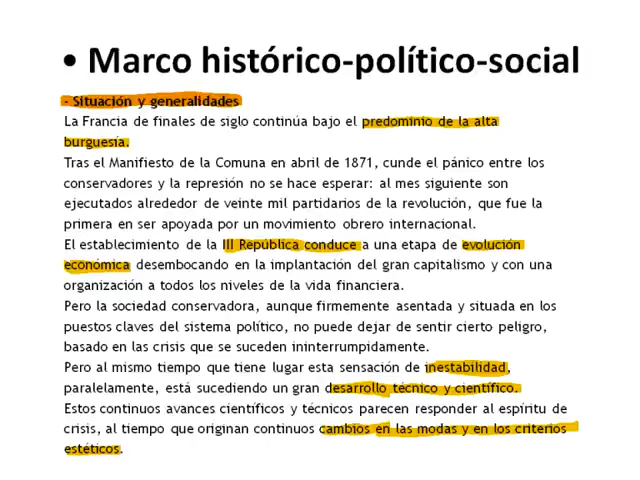 • Marco histórico-político-social
- Situación y generalidades
La Francia de finales de siglo continúa bajo el predominio de la alta
burguesía.
Tras el Manifiesto de la Comuna en abril de 1871, cunde el pánico entre los
conservadores y la represión no se hace esperar: al mes siguiente son
ejecutados alrededor de veinte mil partidarios de la revolución, que fue la
primera en ser apoyada por un movimiento obrero internacional.
El establecimiento de la III República conduce a una etapa de evolución
económica desembocando en la implantación del gran capitalismo y con una
organización a todos los niveles de la vida financiera.
Pero la sociedad conservadora, aunque firmemente asentada y situada en los
puestos claves del sistema político, no puede dejar de sentir cierto peligro,
basado en las crisis que se suceden ininterrumpidamente.
Pero al mismo tiempo que tiene lugar esta sensación de inestabilidad,
paralelamente, está sucediendo un gran desarrollo técnico y científico.
Estos continuos avances científicos y técnicos parecen responder al espíritu de
crisis, al tiempo que originan continuos cambios en las modas y en los criterios
estéticos.